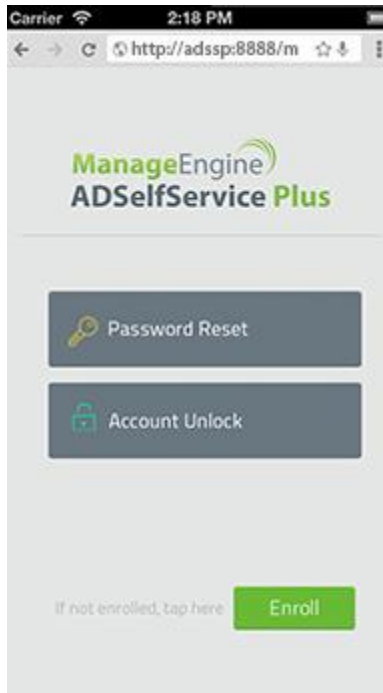 Carrier 2:18 PM
http://adssp:8888/m
ManageEngine
ADSelfService Plus
Password Reset
Account Unlock
If not enrolled, tap here Enroll